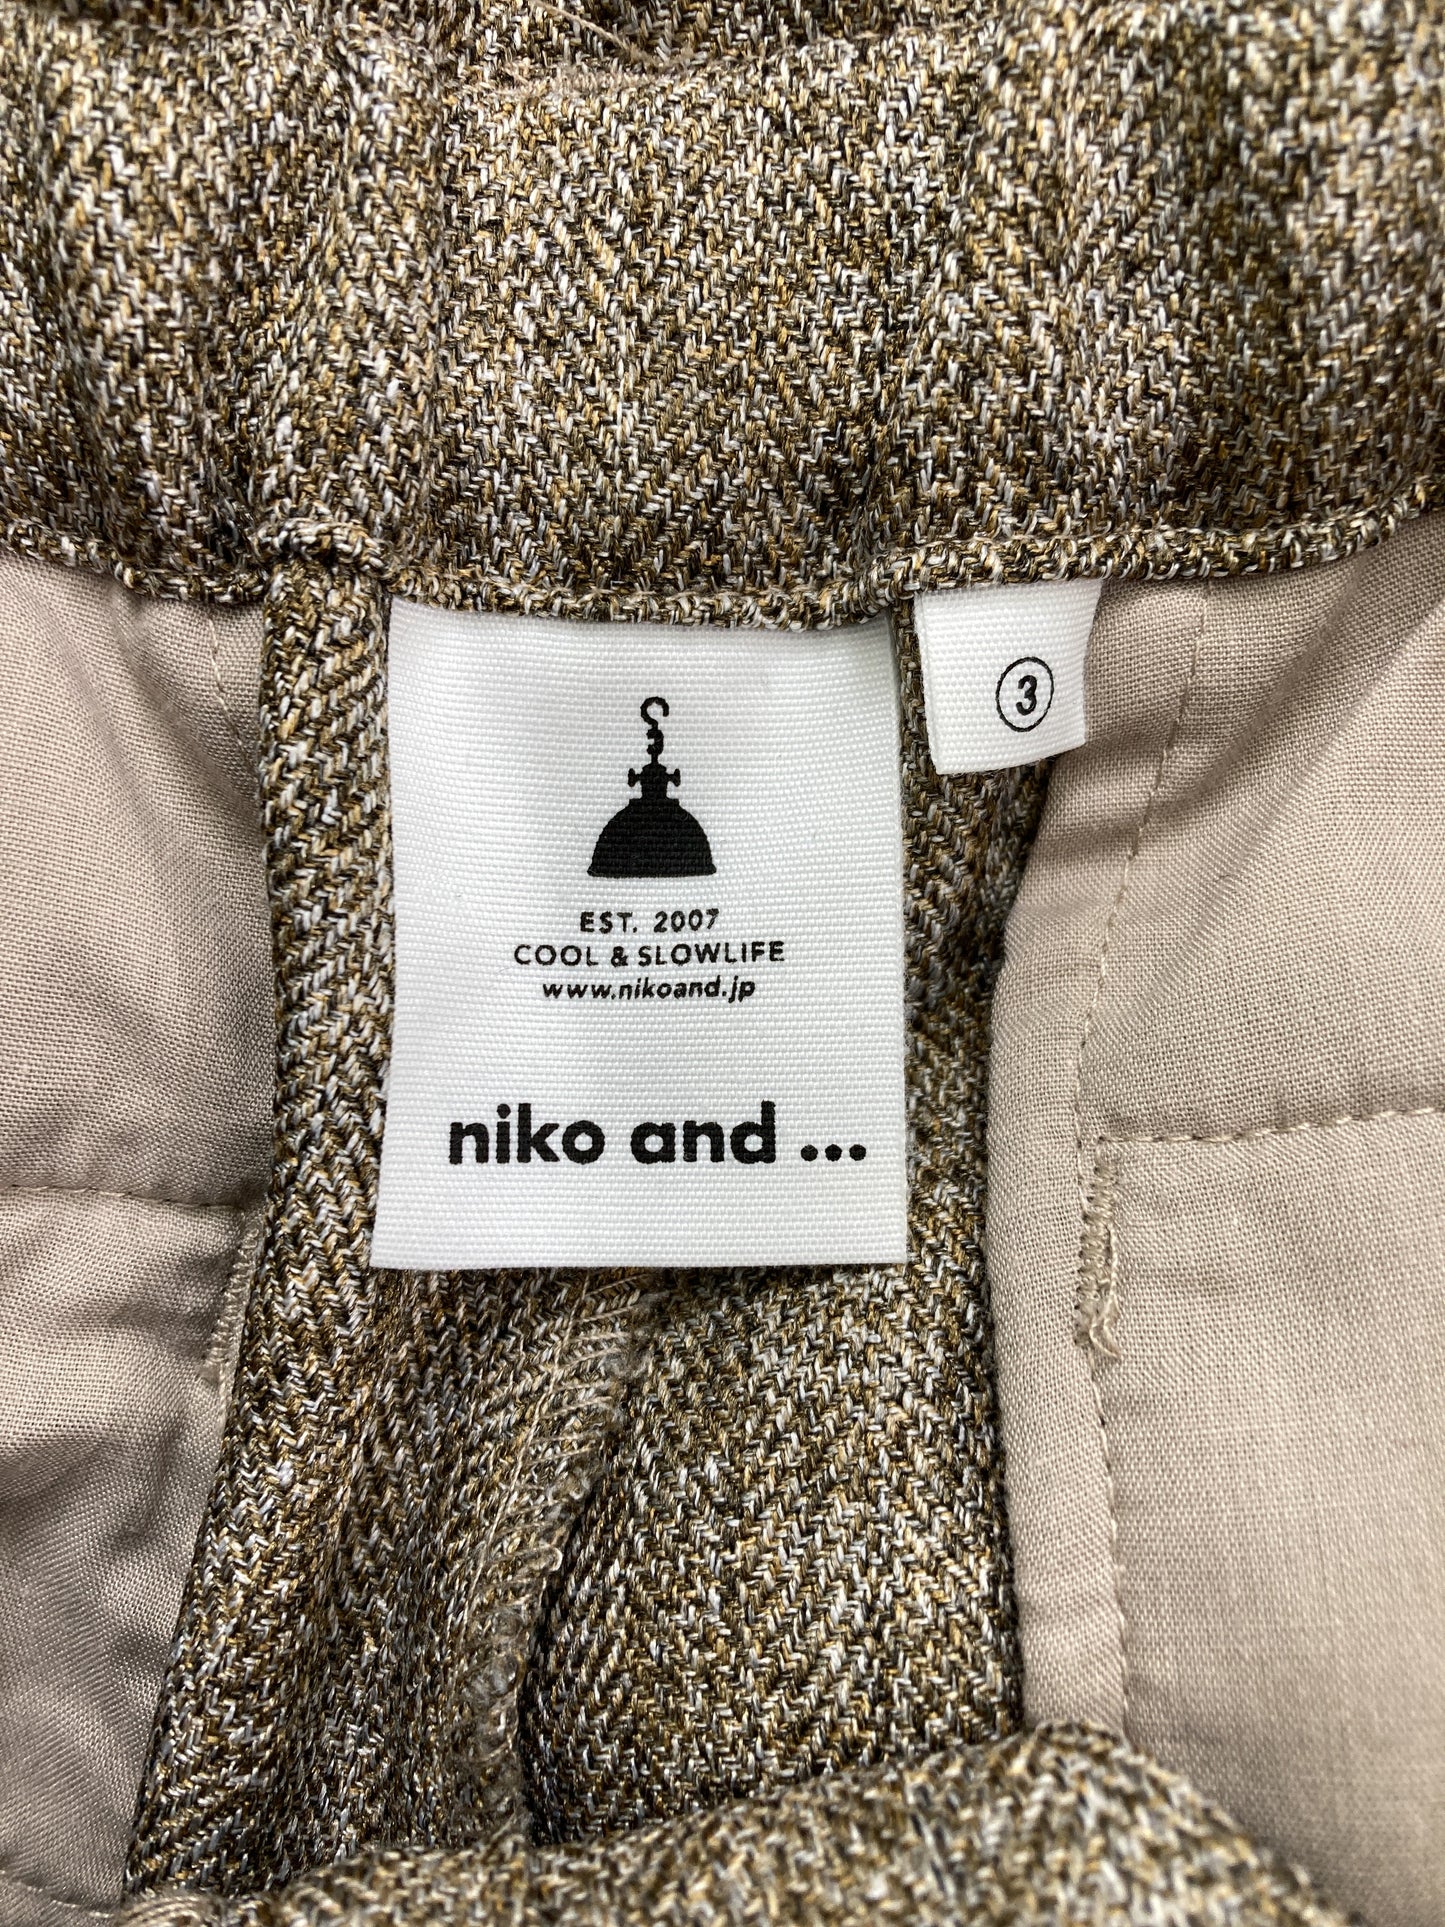 ③
EST. 2007
COOL & SLOWLIFE
www.nikoand.jp
niko and ...